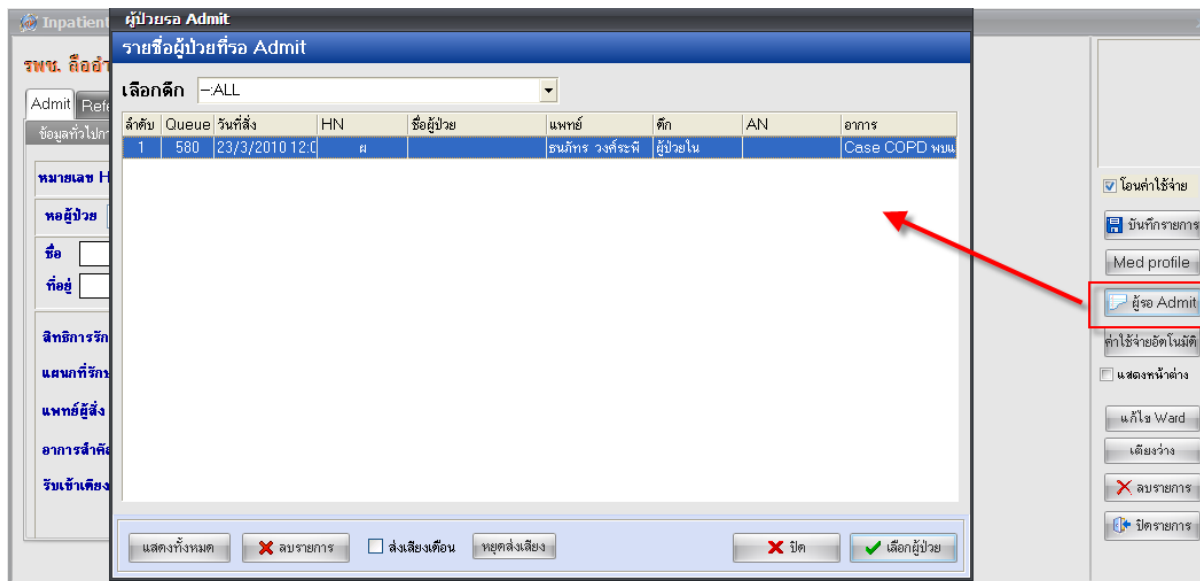 Inpatient
ผู้ป่วยรอ Admit
รายชื่อผู้ป่วยที่รอ Admit
รพช.
เลือกตึก -:ALL
Admit Refe
ข้อมูลทั่วไปกา
ลำดับ Queue วันที่สั่ง HN ชื่อผู้ป่วย แพทย์ ตึก AN อาการ
1 580 23/3/2010 12:0 ผ ธนภัทร วงศ์ระพี ผู้ป่วยใน Case COPD พบแ
หมายเลข H
หอผู้ป่วย
ชื่อ
ที่อยู่
สิทธิการรัก
แผนกที่รักษ
แพทย์ผู้สั่ง
อาการสำคัญ
รับเข้าเตียง
โอนค่าใช้จ่าย
บันทึกรายการ
Med profile
ผู้รอ Admit
ค่าใช้จ่ายอัตโนมัติ
แสดงหน้าต่าง
แก้ไข Ward
เตียงว่าง
ลบรายการ
ปิดรายการ
แสดงทั้งหมด ลบรายการ ส่งเสียงเตือน หยุดส่งเสียง ปิด เลือกผู้ป่วย